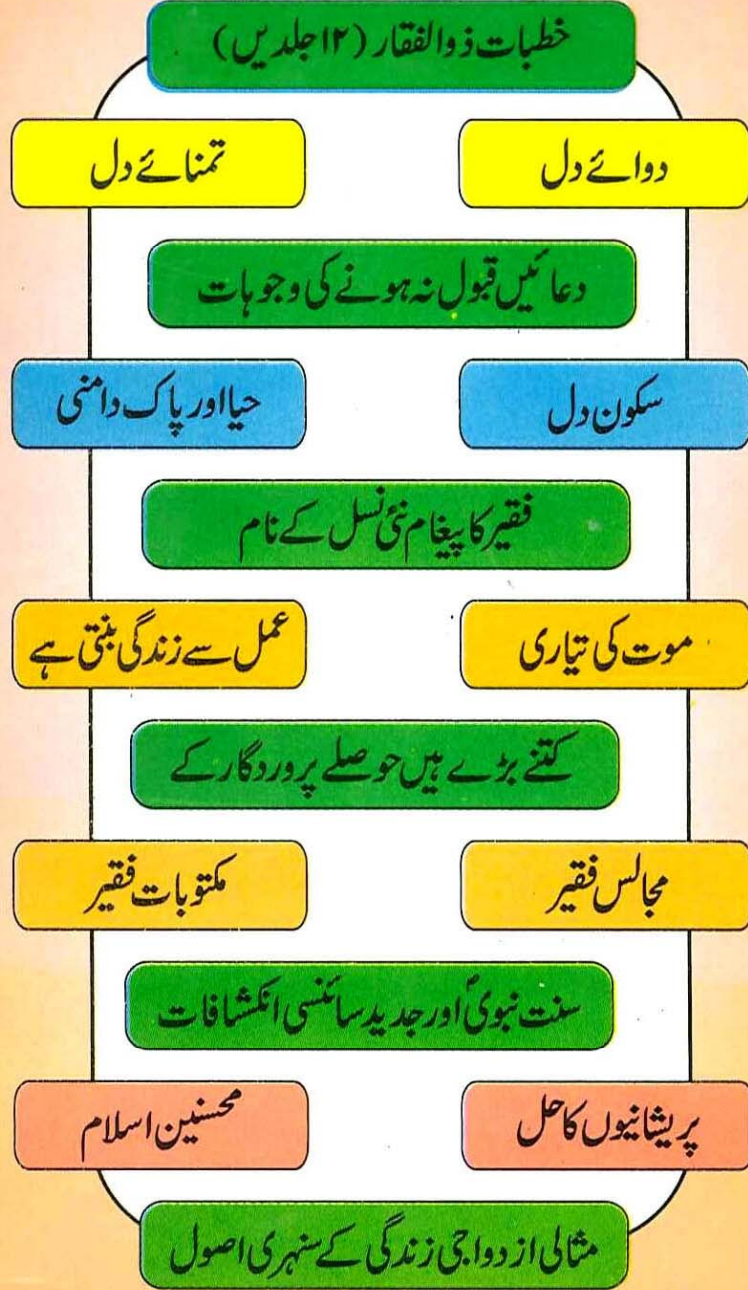 خطبات ذوالفقار (۱۲ جلدیں)
دوائے دل
تمنائے دل
دعائیں قبول نہ ہونے کی وجوہات
سکون دل
حیا اور پاک دامنی
فقیر کا پیغام نئی نسل کے نام
موت کی تیاری
عمل سے زندگی بنتی ہے
کتنے بڑے ہیں حوصلے پروردگار کے
مجالس فقیر
مکتوبات فقیر
سنت نبویؐ اور جدید سائنسی انکشافات
پریشانیوں کا حل
محسنین اسلام
مثالی ازدواجی زندگی کے سنہری اصول